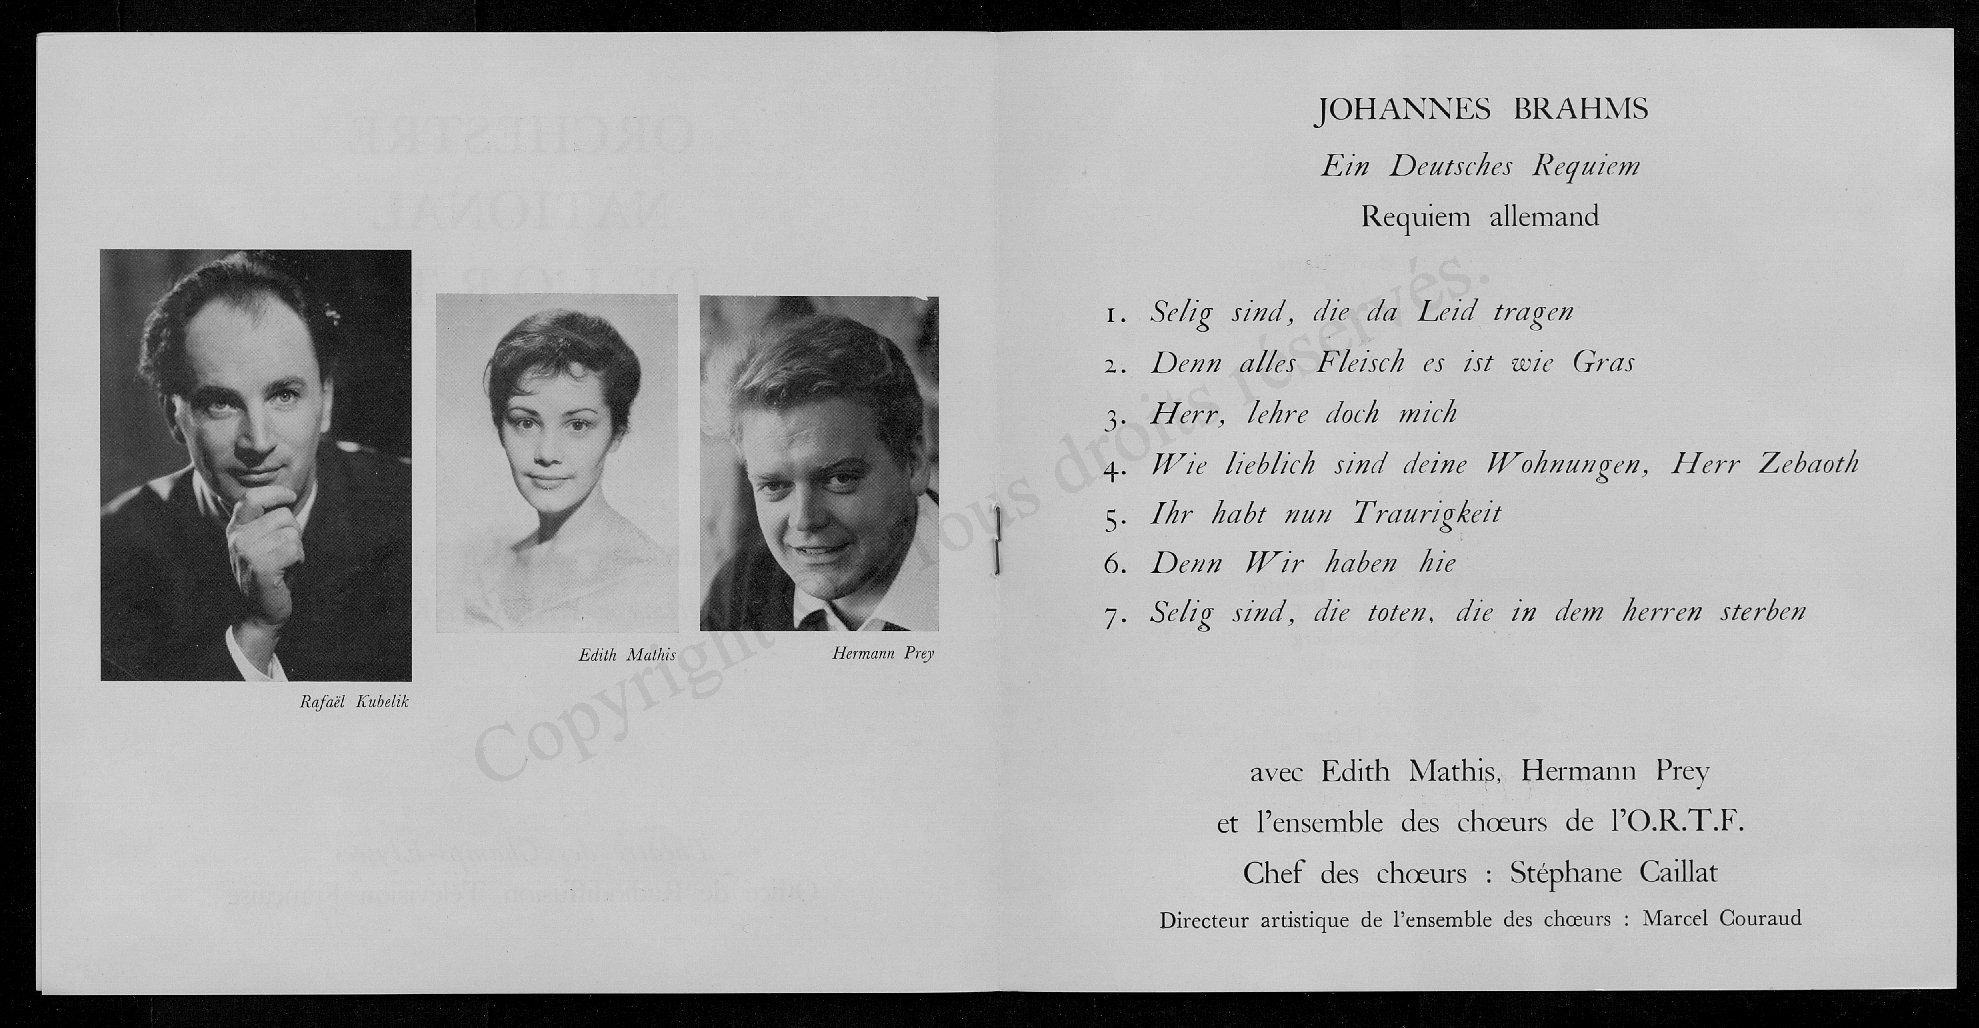 Rafaël Kubelik
Edith Mathis
Hermann Prey
JOHANNES BRAHMS
Ein Deutsches Requiem
Requiem allemand
1. Selig sind, die da Leid tragen
2. Denn alles Fleisch es ist wie Gras
3. Herr, lehre doch mich
4. Wie lieblich sind deine Wohnungen, Herr Zebaoth
5. Ihr habt nun Traurigkeit
6. Denn Wir haben hie
7. Selig sind, die toten, die in dem herren sterben
avec Edith Mathis, Hermann Prey
et l'ensemble des chœurs de l'O.R.T.F.
Chef des chœurs : Stéphane Caillat
Directeur artistique de l'ensemble des chœurs : Marcel Couraud
Copyright Tous droits réservés.